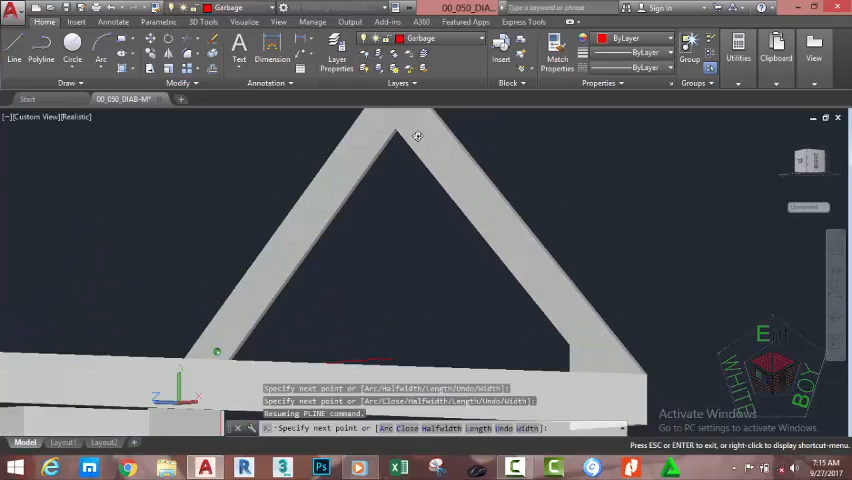 Garbage
00_050_DIAB-M...
Type a keyword or phrase
Sign In
Home Insert Annotate Parametric 3D Tools Visualize View Manage Output Add-ins A360 Featured Apps Express Tools
Line Polyline Circle Arc Text Dimension Layer Properties Garbage Insert Match Properties ByLayer Group Utilities Clipboard View
ByLayer
ByLayer
Draw Modify Annotation Layers Block Properties Groups
Start 00_050_DIAB-M*
[−][Custom View][Realistic]
RIGHT
Unnamed
Z Y X
Specify next point or [Arc/Halfwidth/Length/Undo/Width]:
Specify next point or [Arc/Close/Halfwidth/Length/Undo/Width]:
Resuming PLINE command.
Specify next point or [Arc Close Halfwidth Length Undo Width]:
WHITE BOY Ent
Activate Windows
Go to PC settings to activate Windows.
Model Layout1 Layout2 +
Press ESC or ENTER to exit, or right-click to display shortcut-menu.
7:15 AM
9/27/2017